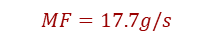 MF = 17.7g/s